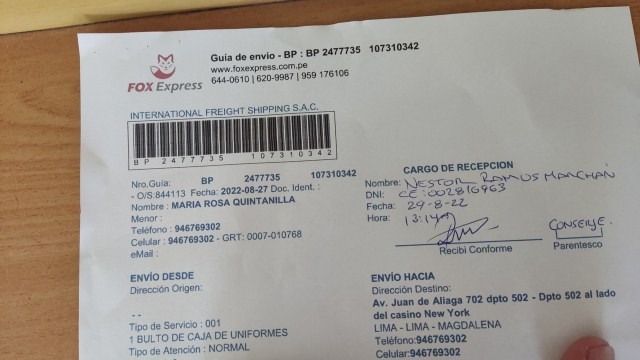 FOX Express
Guia de envio - BP : BP 2477735 107310342
www.foxexpress.com.pe
644-0610 | 620-9987 | 959 176106
INTERNATIONAL FREIGHT SHIPPING S.A.C.
BP 2477735 107310342
Nro.Guía: BP 2477735 107310342
- O/S:844113 Fecha: 2022-08-27 Doc. Ident. :
Nombre : MARIA ROSA QUINTANILLA
Menor :
Teléfono : 946769302
Celular : 946769302 - GRT: 0007-010768
eMail :
CARGO DE RECEPCION
Nombre: NESTOR RAMOS MARCHAN
DNI: CE:002816963
Fecha: 29-8-22
Hora: 13:14
CONSERJE.
Recibi Conforme
Parentesco
ENVÍO DESDE
Dirección Origen:
- -
Tipo de Servicio : 001
1 BULTO DE CAJA DE UNIFORMES
Tipo de Atención : NORMAL
ENVÍO HACIA
Dirección Destino:
Av. Juan de Aliaga 702 dpto 502 - Dpto 502 al lado
del casino New York
LIMA - LIMA - MAGDALENA
Teléfono:946769302
Celular:946769302